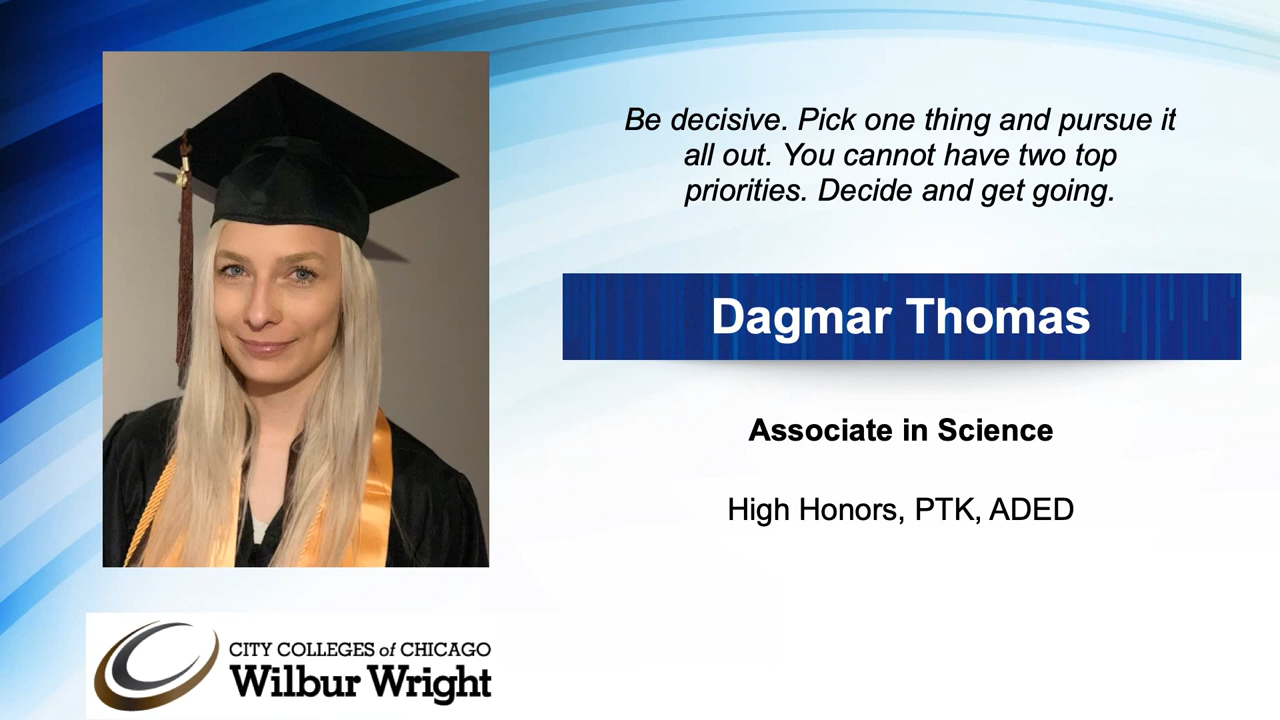 Be decisive. Pick one thing and pursue it
all out. You cannot have two top
priorities. Decide and get going.
Dagmar Thomas
Associate in Science
High Honors, PTK, ADED
CITY COLLEGES of CHICAGO
Wilbur Wright